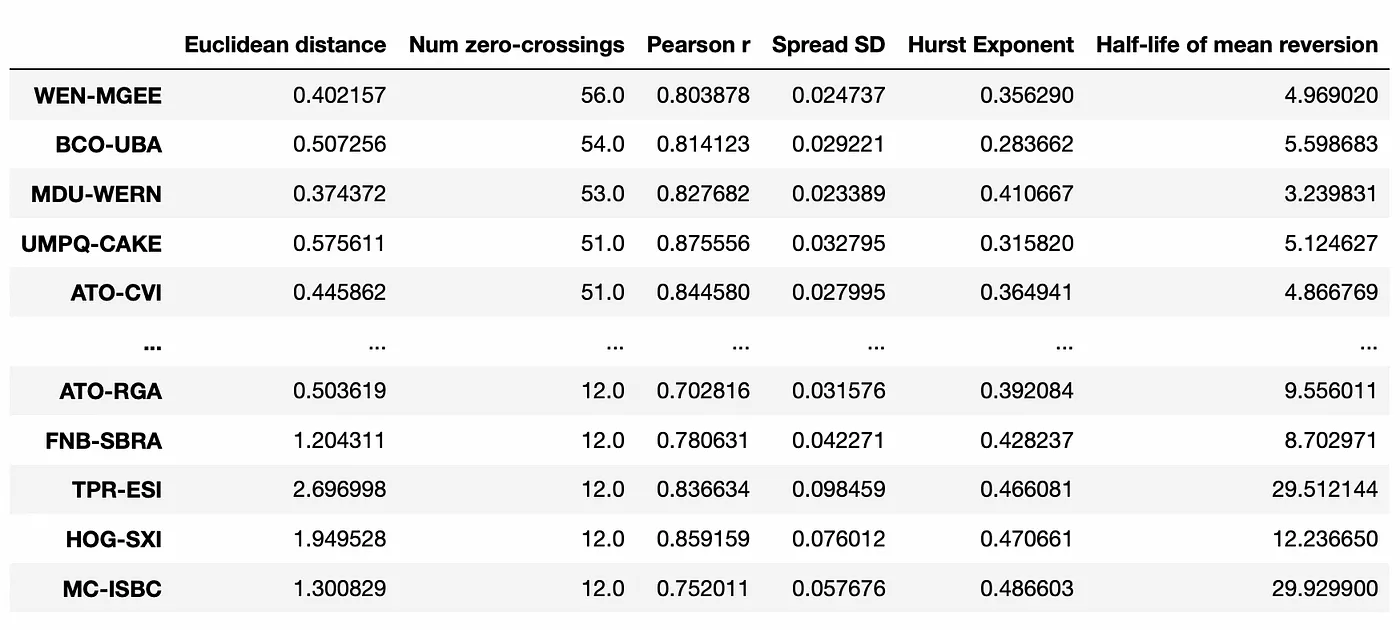 Euclidean distance Num zero-crossings Pearson r Spread SD Hurst Exponent Half-life of mean reversion
WEN-MGEE 0.402157 56.0 0.803878 0.024737 0.356290 4.969020
BCO-UBA 0.507256 54.0 0.814123 0.029221 0.283662 5.598683
MDU-WERN 0.374372 53.0 0.827682 0.023389 0.410667 3.239831
UMPQ-CAKE 0.575611 51.0 0.875556 0.032795 0.315820 5.124627
ATO-CVI 0.445862 51.0 0.844580 0.027995 0.364941 4.866769
... ... ... ... ... ... ...
ATO-RGA 0.503619 12.0 0.702816 0.031576 0.392084 9.556011
FNB-SBRA 1.204311 12.0 0.780631 0.042271 0.428237 8.702971
TPR-ESI 2.696998 12.0 0.836634 0.098459 0.466081 29.512144
HOG-SXI 1.949528 12.0 0.859159 0.076012 0.470661 12.236650
MC-ISBC 1.300829 12.0 0.752011 0.057676 0.486603 29.929900